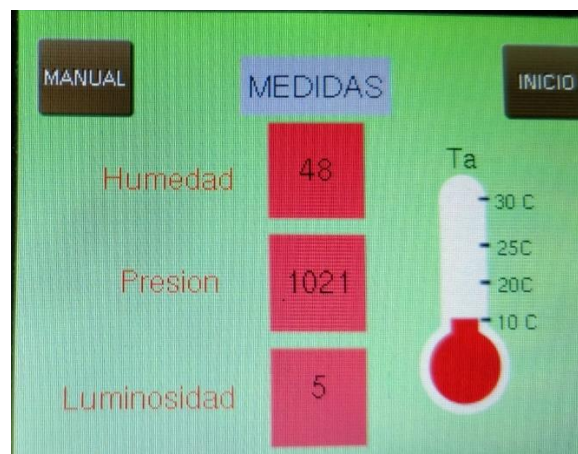 MANUAL
MEDIDAS
INICIO
Humedad
48
Ta
30 C
25C
20C
10 C
Presion
1021
Luminosidad
5